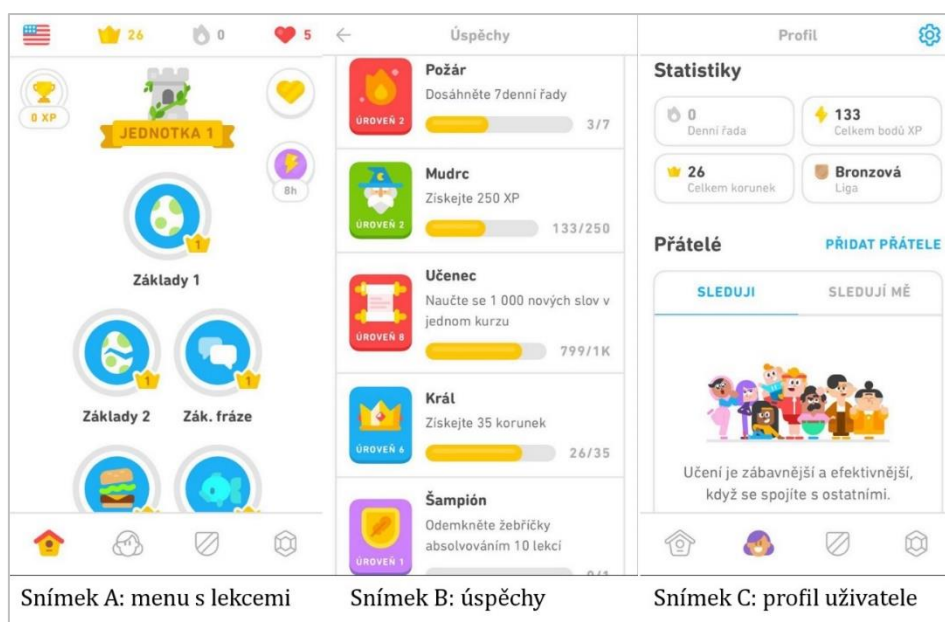 26
0
5
0 XP
JEDNOTKA 1
8h
1
Základy 1
1
1
Základy 2
Zák. fráze
Snímek A: menu s lekcemi
Úspěchy
Požár
Dosáhněte 7denní řady
ÚROVEŇ 2
3/7
Mudrc
Získejte 250 XP
ÚROVEŇ 2
133/250
Učenec
Naučte se 1 000 nových slov v
jednom kurzu
ÚROVEŇ 8
799/1K
Král
Získejte 35 korunek
ÚROVEŇ 6
26/35
Šampión
Odemkněte žebříčky
absolvováním 10 lekcí
ÚROVEŇ 1
Snímek B: úspěchy
Profil
Statistiky
0
Denní řada
133
Celkem bodů XP
26
Celkem korunek
Bronzová
Liga
Přátelé
PŘIDAT PŘÁTELE
SLEDUJI
SLEDUJÍ MĚ
Učení je zábavnější a efektivnější,
když se spojíte s ostatními.
Snímek C: profil uživatele